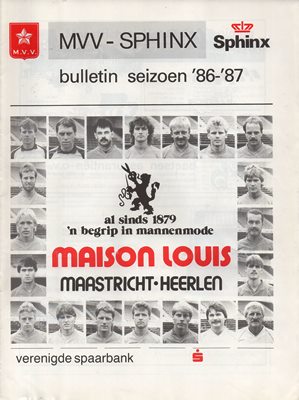 M.V.V.
MVV - SPHINX
Sphinx
bulletin seizoen '86-'87
al sinds 1879
'n begrip in mannenmode
MAISON LOUIS
MAASTRICHT • HEERLEN
verenigde spaarbank
S